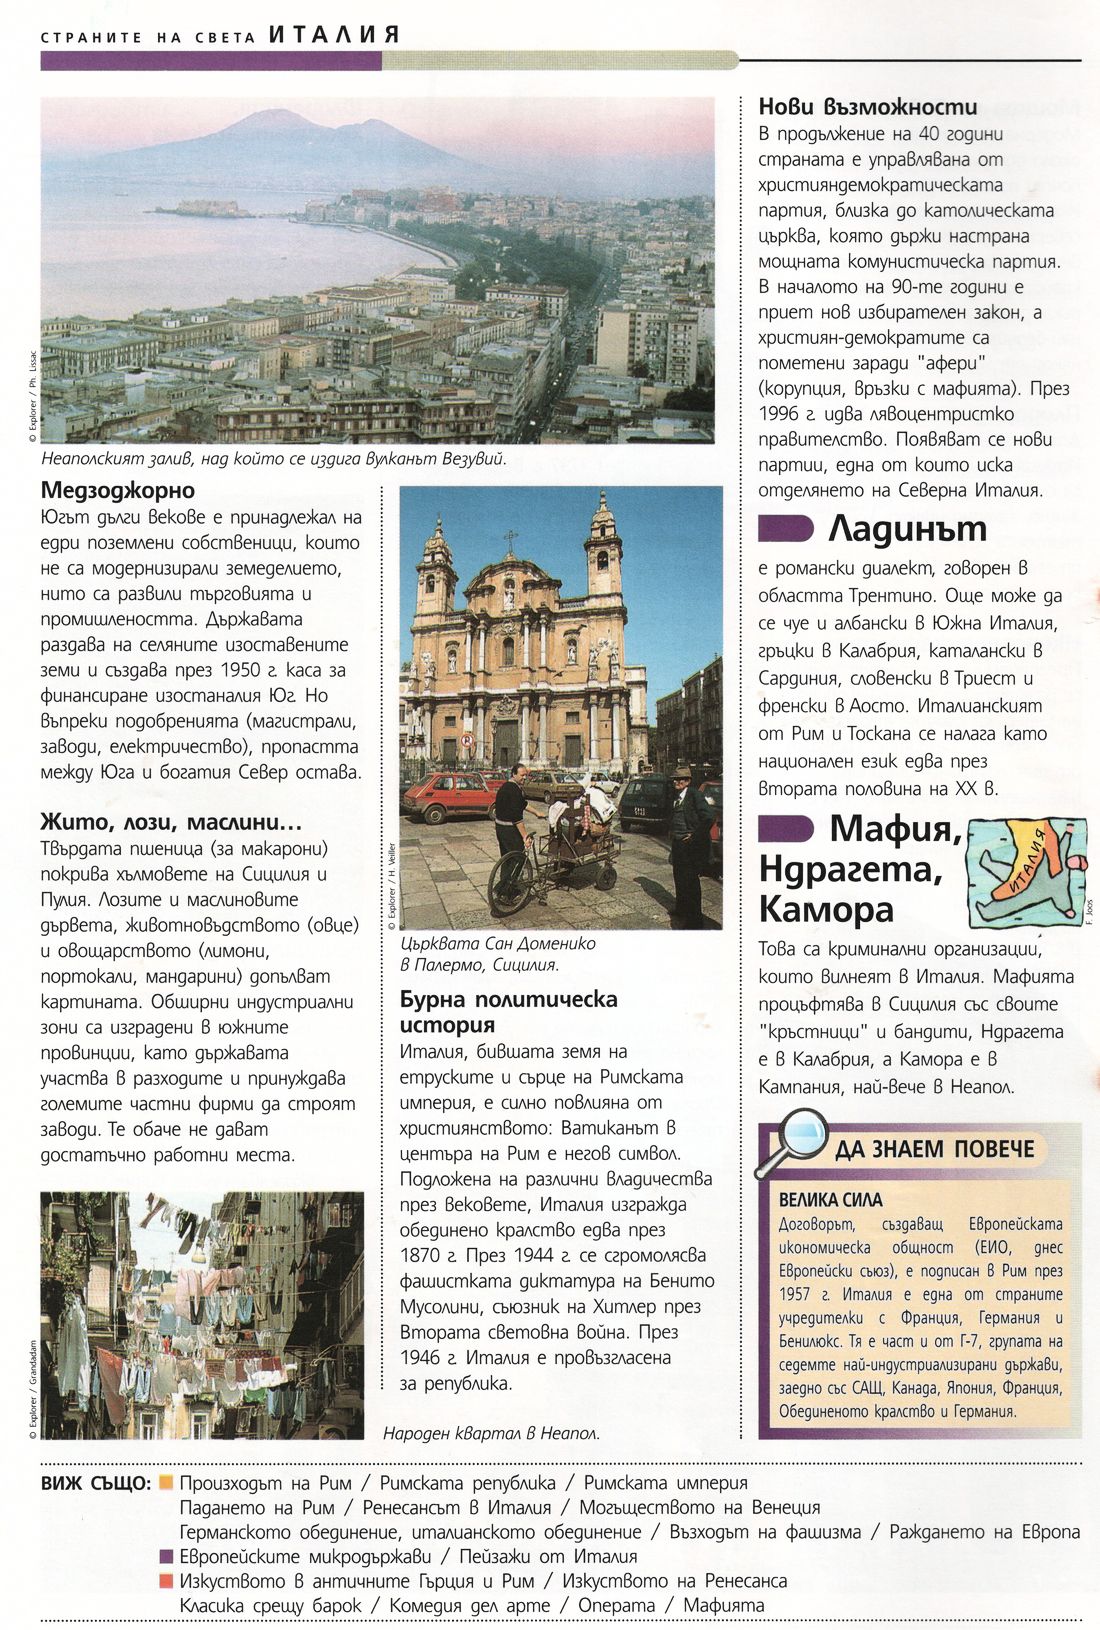 СТРАНИТЕ НА СВЕТА ИТАЛИЯ
© Explorer / Ph. Lissac
Неаполският залив, над който се издига вулканът Везувий.
Медзоджорно
Югът дълги векове е принадлежал на
едри поземлени собственици, които
не са модернизирали земеделието,
нито са развили търговията и
промишлеността. Държавата
раздава на селяните изоставените
земи и създава през 1950 г. каса за
финансиране изостаналия Юг. Но
въпреки подобренията (магистрали,
заводи, електричество), пропастта
между Юга и богатия Север остава.
Жито, лози, маслини...
Твърдата пшеница (за макарони)
покрива хълмовете на Сицилия и
Пулия. Лозите и маслиновите
дървета, животновъдството (овце)
и овощарството (лимони,
портокали, мандарини) допълват
картината. Обширни индустриални
зони са изградени в южните
провинции, като държавата
участва в разходите и принуждава
големите частни фирми да строят
заводи. Те обаче не дават
достатъчно работни места.
© Explorer / Grandadam
Народен квартал в Неапол.
© Explorer / H. Veiller
Църквата Сан Доменико
в Палермо, Сицилия.
Бурна политическа
история
Италия, бившата земя на
етруските и сърце на Римската
империя, е силно повлияна от
християнството: Ватиканът в
центъра на Рим е негов символ.
Подложена на различни владичества
през вековете, Италия изгражда
обединено кралство едва през
1870 г. През 1944 г. се сгромолясва
фашистката диктатура на Бенито
Мусолини, съюзник на Хитлер през
Втората световна война. През
1946 г. Италия е провъзгласена
за република.
Нови възможности
В продължение на 40 години
страната е управлявана от
християндемократическата
партия, близка до католическата
църква, която държи настрана
мощната комунистическа партия.
В началото на 90-те години е
приет нов избирателен закон, а
християн-демократите са
пометени заради "афери"
(корупция, връзки с мафията). През
1996 г. идва лявоцентристко
правителство. Появяват се нови
партии, една от които иска
отделянето на Северна Италия.
Ладинът
е романски диалект, говорен в
областта Трентино. Още може да
се чуе и албански в Южна Италия,
гръцки в Калабрия, каталански в
Сардиния, словенски в Триест и
френски в Аосто. Италианският
от Рим и Тоскана се налага като
национален език едва през
втората половина на XX в.
Мафия,
Ндрагета,
Камора
ИТАЛИЯ
F. Joos
Това са криминални организации,
които вилнеят в Италия. Мафията
процъфтява в Сицилия със своите
"кръстници" и бандити, Ндрагета
е в Калабрия, а Камора е в
Кампания, най-вече в Неапол.
ДА ЗНАЕМ ПОВЕЧЕ
ВЕЛИКА СИЛА
Договорът, създаващ Европейската
икономическа общност (ЕИО, днес
Европейски съюз), е подписан в Рим през
1957 г. Италия е една от страните
учредителки с Франция, Германия и
Бенилюкс. Тя е част и от Г-7, групата на
седемте най-индустриализирани държави,
заедно със САЩ, Канада, Япония, Франция,
Обединеното кралство и Германия.
ВИЖ СЪЩО: Произходът на Рим / Римската република / Римската империя
Падането на Рим / Ренесансът в Италия / Могъществото на Венеция
Германското обединение, италианското обединение / Възходът на фашизма / Раждането на Европа
Европейските микродържави / Пейзажи от Италия
Изкуството в античните Гърция и Рим / Изкуството на Ренесанса
Класика срещу барок / Комедия дел арте / Операта / Мафията